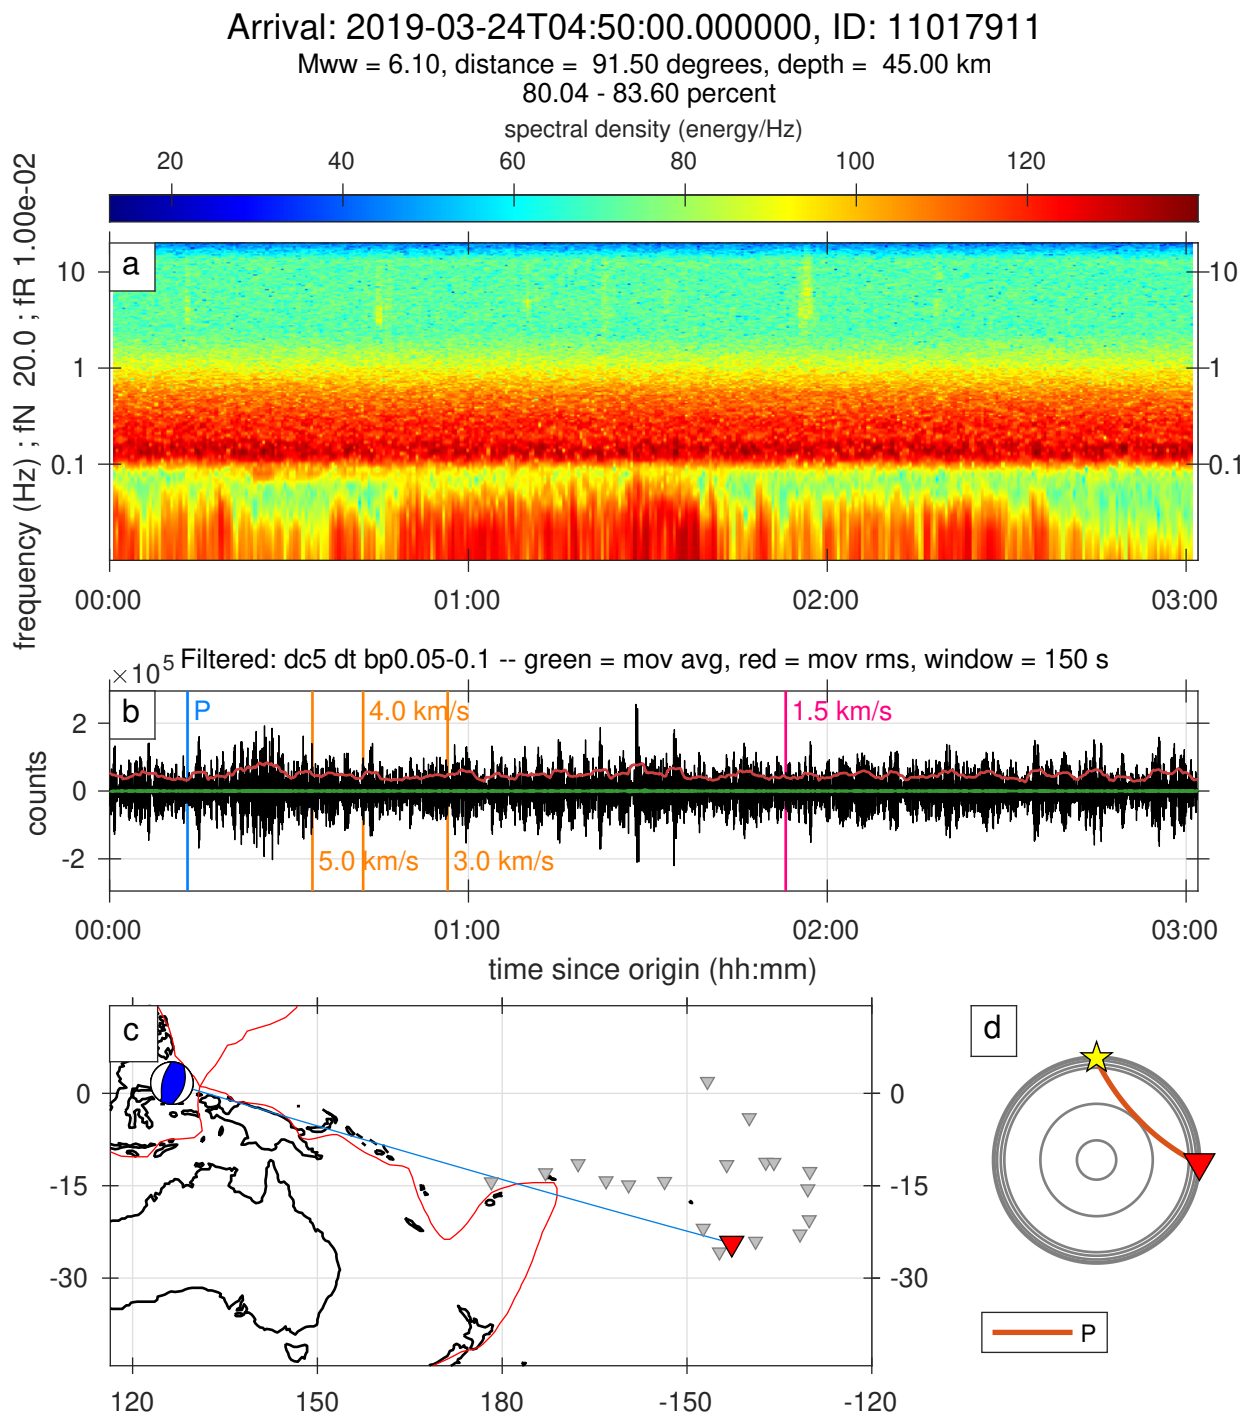 Arrival: 2019-03-24T04:50:00.000000, ID: 11017911
Mww = 6.10, distance =  91.50 degrees, depth =  45.00 km
80.04 - 83.60 percent
spectral density (energy/Hz)
20 40 60 80 100 120
frequency (Hz) ; fN  20.0 ; fR 1.00e-02
a
10 10
1 1
0.1 0.1
00:00 01:00 02:00 03:00
×10^5 Filtered: dc5 dt bp0.05-0.1 -- green = mov avg, red = mov rms, window = 150 s
b
P 4.0 km/s 1.5 km/s
5.0 km/s 3.0 km/s
counts
2
0
-2
00:00 01:00 02:00 03:00
time since origin (hh:mm)
c
d
0 0
-15 -15
-30 -30
120 150 180 -150 -120
P